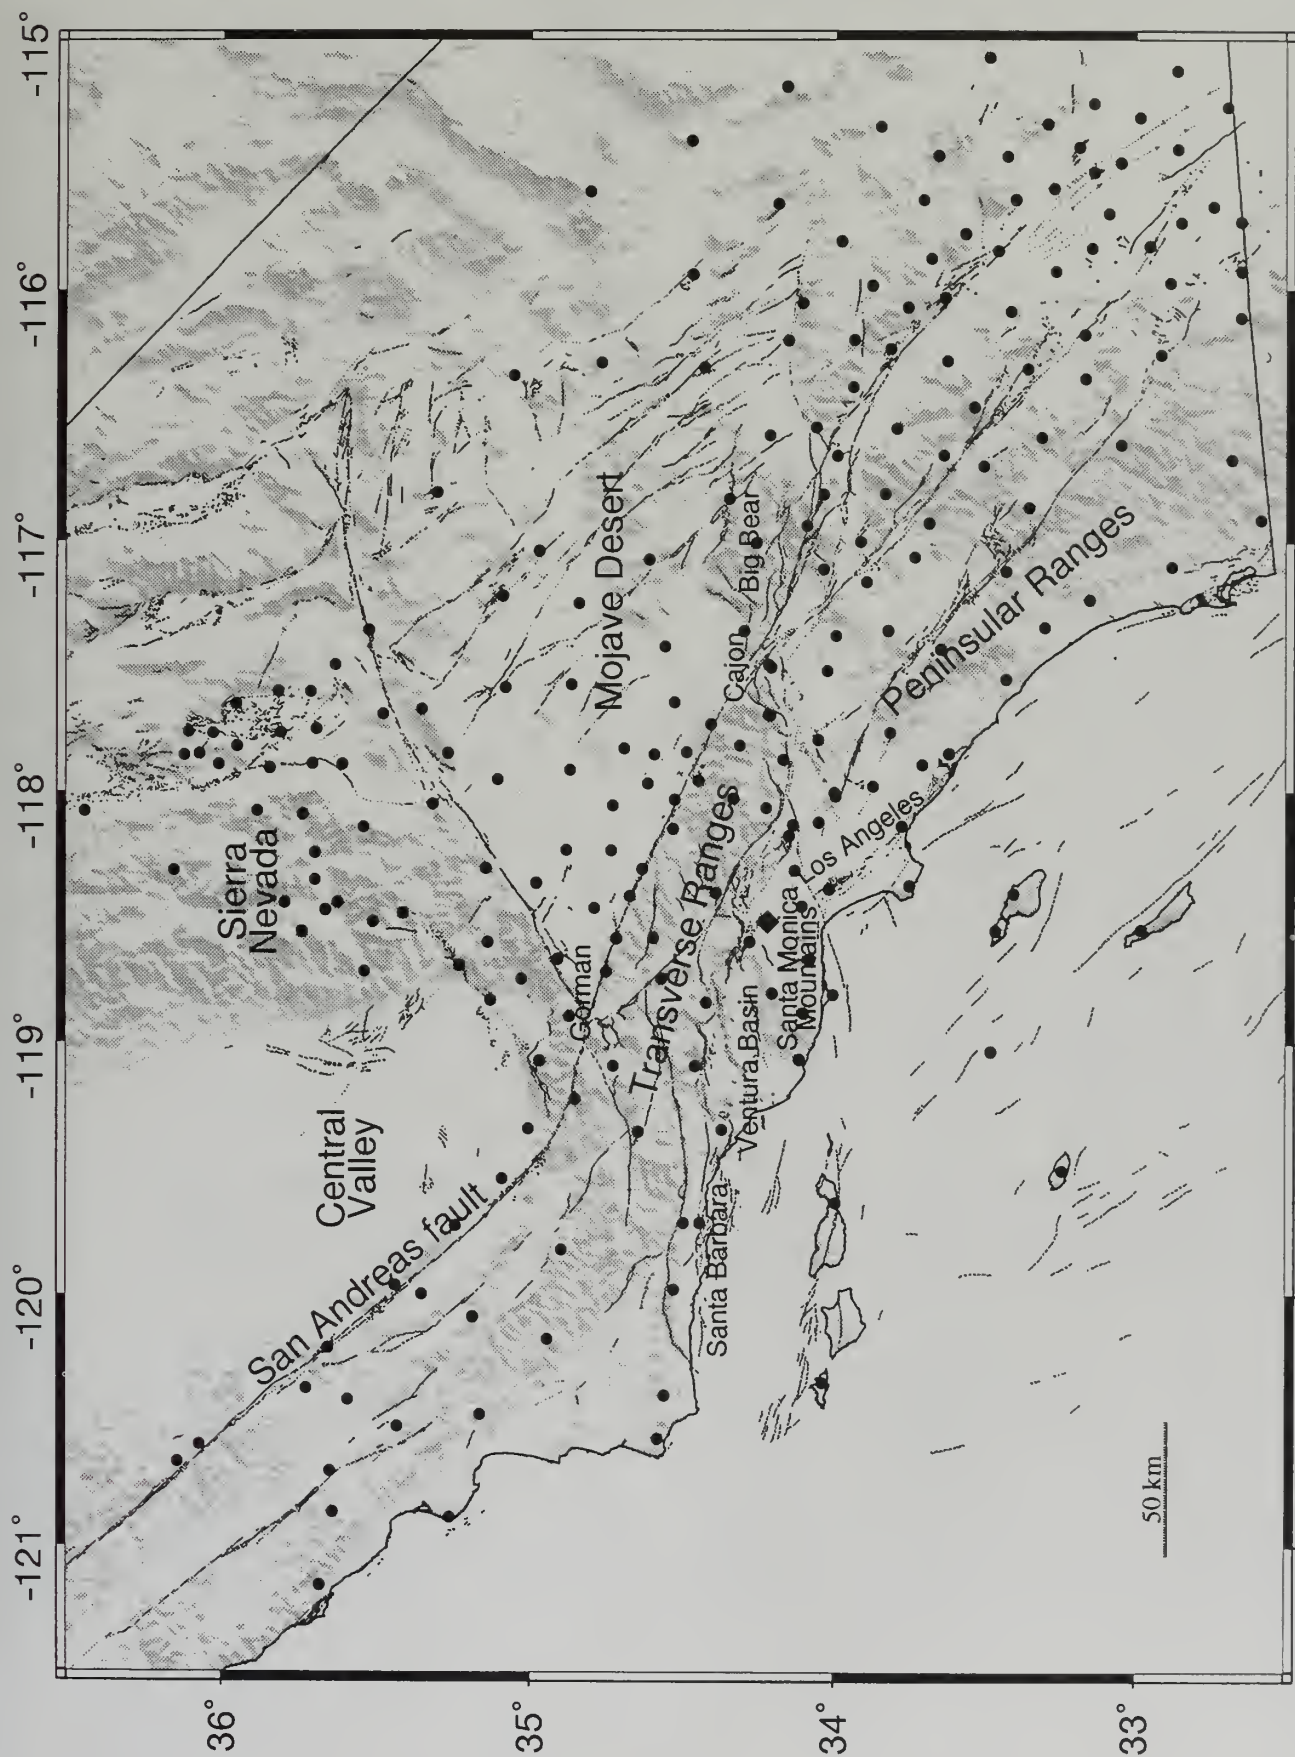 -121°
-120°
-119°
-118°
-117°
-116°
-115°
36°
35°
34°
33°
Sierra
Nevada
Central
Valley
San Andreas fault
Gorman
Mojave Desert
Transverse Ranges
Cajon
Big Bear
Santa Barbara
Ventura Basin
Santa Monica
Mountains
Los Angeles
Peninsular Ranges
50 km